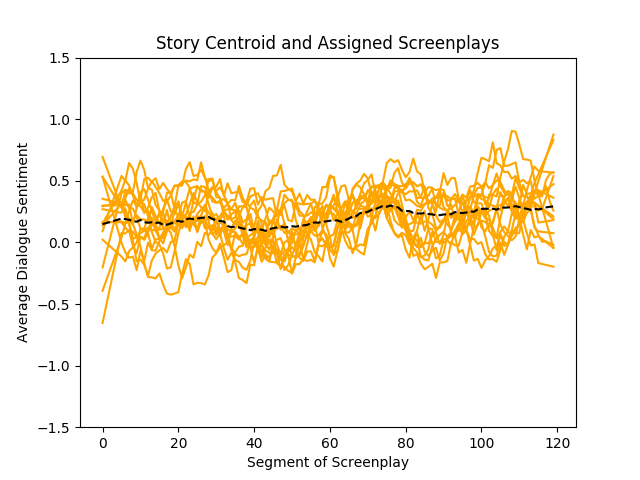 Story Centroid and Assigned Screenplays
1.5
1.0
0.5
0.0
−0.5
−1.0
−1.5
Average Dialogue Sentiment
0 20 40 60 80 100 120
Segment of Screenplay